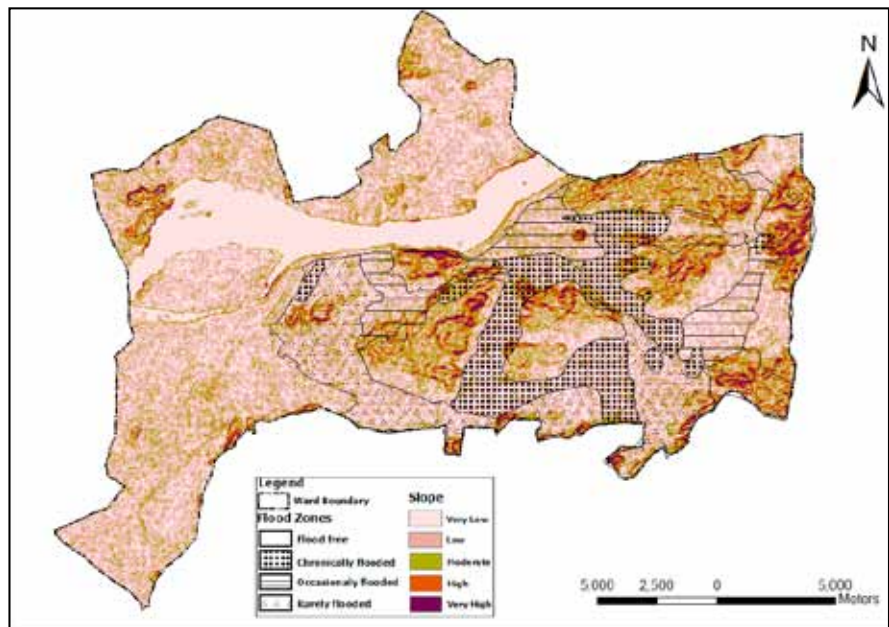 N
Legend
Ward Boundary
Flood Zones
Flood free
Chronically flooded
Occasionaly flooded
Rarely flooded
Slope
Very Low
Low
Moderate
High
Very High
5,000 2,500 0 5,000
Meters